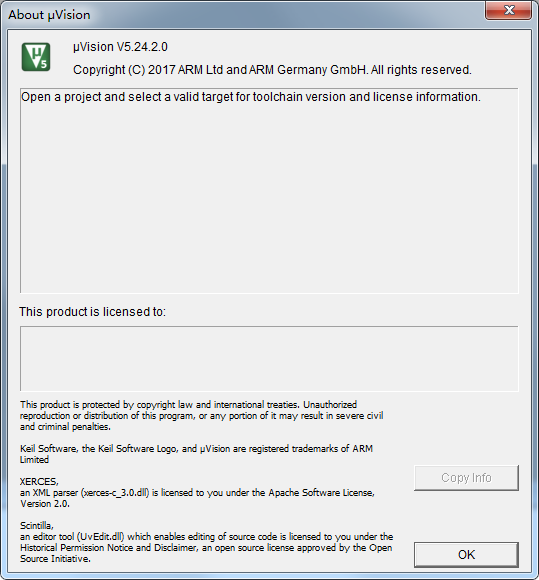 About µVision
µV5
µVision V5.24.2.0
Copyright (C) 2017 ARM Ltd and ARM Germany GmbH. All rights reserved.
Open a project and select a valid target for toolchain version and license information.
This product is licensed to:
This product is protected by copyright law and international treaties. Unauthorized
reproduction or distribution of this program, or any portion of it may result in severe civil
and criminal penalties.
Keil Software, the Keil Software Logo, and µVision are registered trademarks of ARM
Limited
XERCES,
an XML parser (xerces-c_3.0.dll) is licensed to you under the Apache Software License,
Version 2.0.
Scintilla,
an editor tool (UvEdit.dll) which enables editing of source code is licensed to you under the
Historical Permission Notice and Disclaimer, an open source license approved by the Open
Source Initiative.
Copy Info
OK